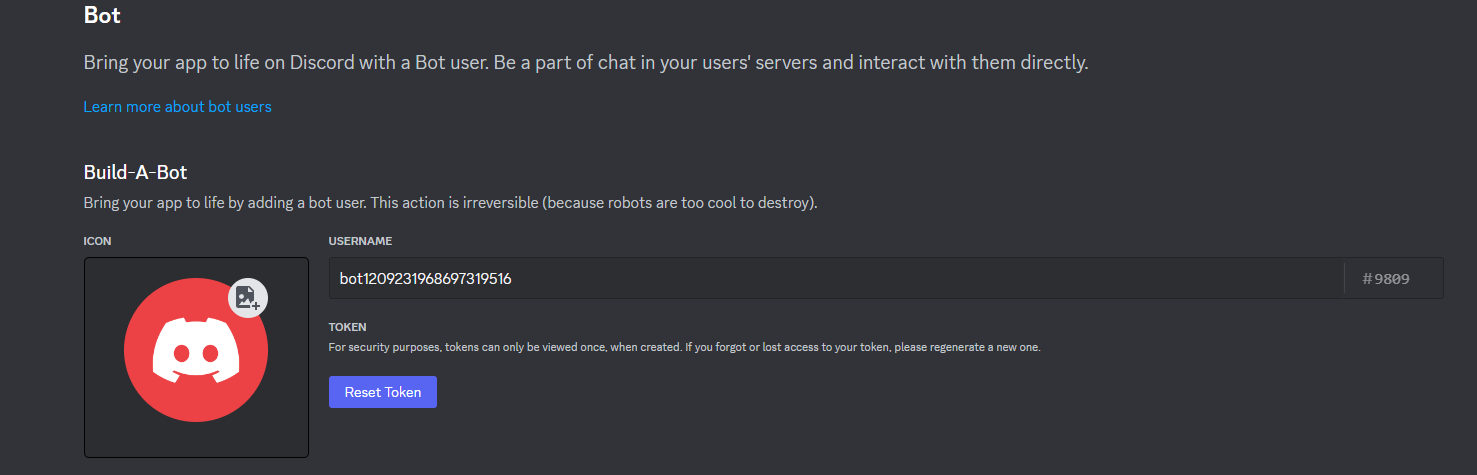 Bot
Bring your app to life on Discord with a Bot user. Be a part of chat in your users' servers and interact with them directly.
Learn more about bot users
Build-A-Bot
Bring your app to life by adding a bot user. This action is irreversible (because robots are too cool to destroy).
ICON
USERNAME
bot1209231968697319516
#9809
TOKEN
For security purposes, tokens can only be viewed once, when created. If you forgot or lost access to your token, please regenerate a new one.
Reset Token